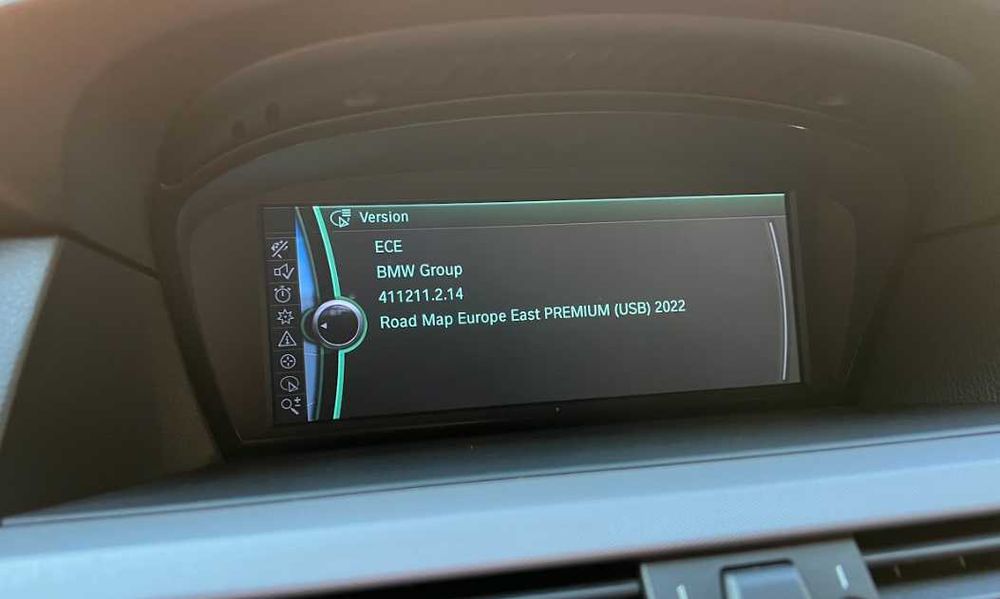 Version
ECE
BMW Group
411211.2.14
Road Map Europe East PREMIUM (USB) 2022